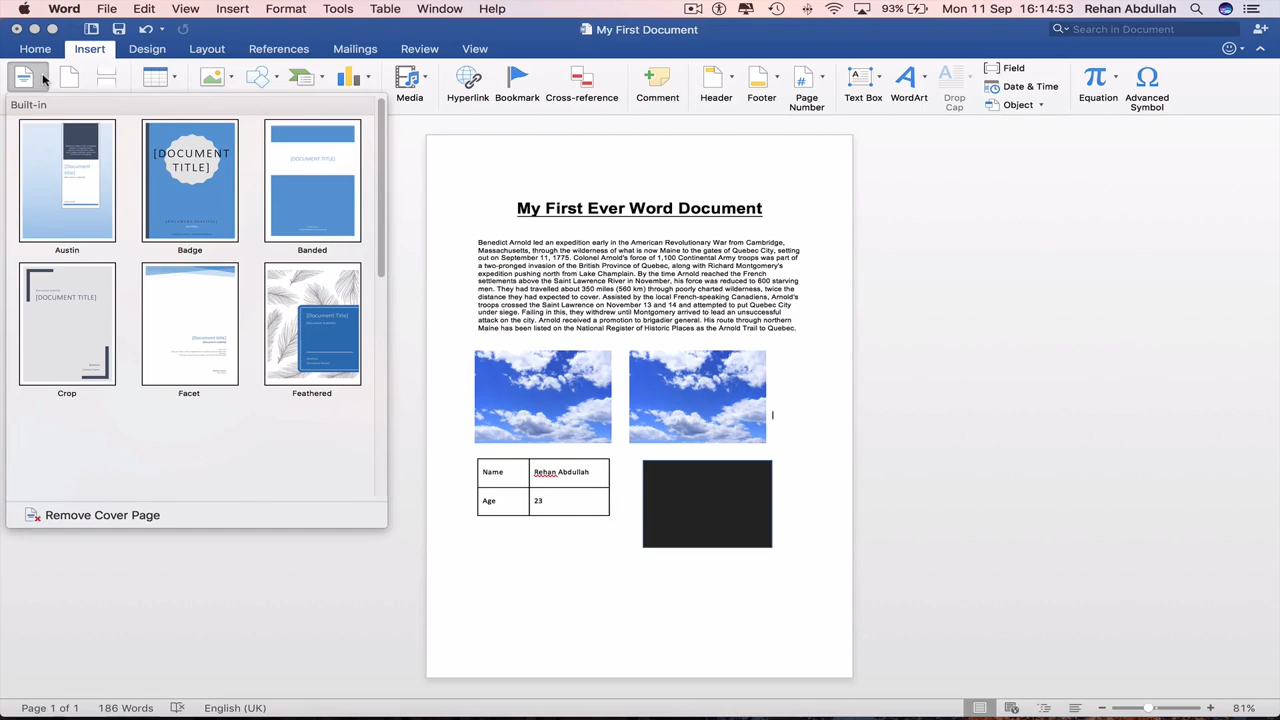 Word File Edit View Insert Format Tools Table Window Help 93% Mon 11 Sep 16:14:53 Rehan Abdullah
My First Document
Search in Document
Home Insert Design Layout References Mailings Review View
Media Hyperlink Bookmark Cross-reference Comment Header Footer Page Number Text Box WordArt Drop Cap Equation Advanced Symbol
Field
Date & Time
Object
Built-in
[DOCUMENT TITLE]
[DOCUMENT TITLE]
Austin Badge Banded
[DOCUMENT TITLE]
Crop Facet Feathered
Remove Cover Page
My First Ever Word Document
Benedict Arnold led an expedition early in the American Revolutionary War from Cambridge,
Massachusetts, through the wilderness of what is now Maine to the gates of Quebec City, setting
out on September 11, 1775. Colonel Arnold's force of 1,100 Continental Army troops was part of
a two-pronged invasion of the British Province of Quebec, along with Richard Montgomery's
expedition pushing north from Lake Champlain. By the time Arnold reached the French
settlements above the Saint Lawrence River in November, his force was reduced to 600 starving
men. They had travelled about 350 miles (560 km) through poorly charted wilderness, twice the
distance they had expected to cover. Assisted by the local French-speaking Canadiens, Arnold's
troops crossed the Saint Lawrence on November 13 and 14 and attempted to put Quebec City
under siege. Failing in this, they withdrew until Montgomery arrived to lead an unsuccessful
attack on the city. Arnold received a promotion to brigadier general. His route through northern
Maine has been listed on the National Register of Historic Places as the Arnold Trail to Quebec.
Name Rehan Abdullah
Age 23
Page 1 of 1 186 Words English (UK) 81%